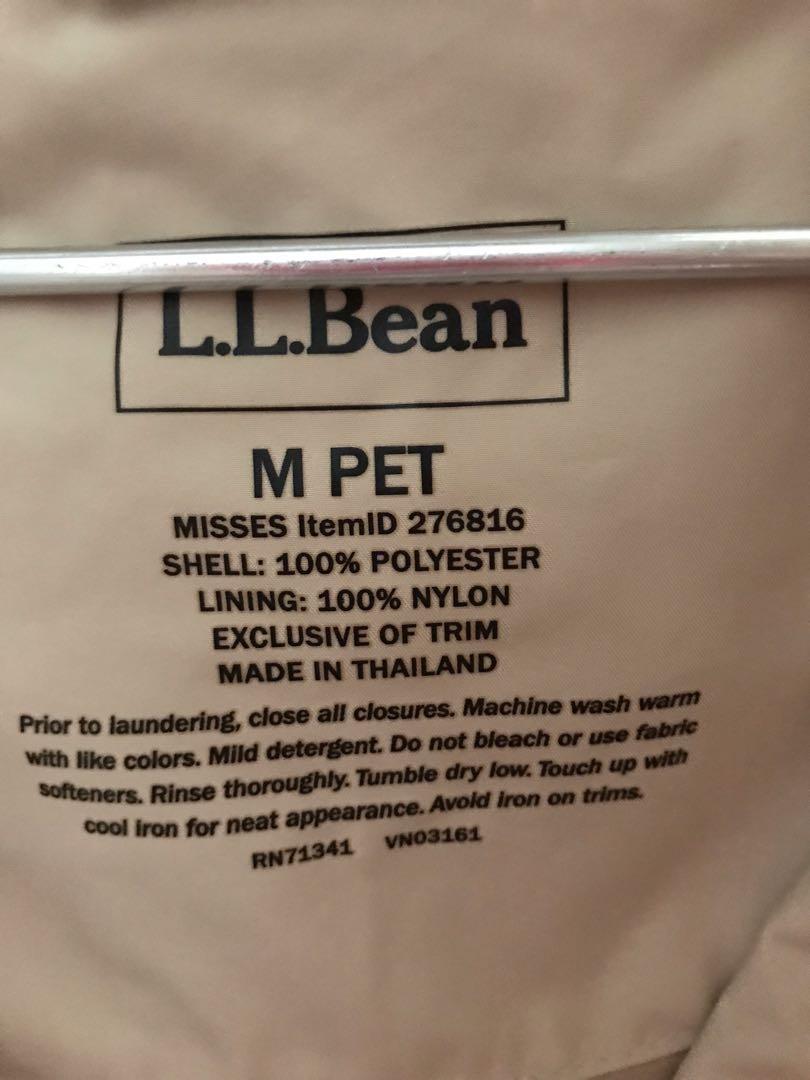 L.L.Bean
M PET
MISSES ItemID 276816
SHELL: 100% POLYESTER
LINING: 100% NYLON
EXCLUSIVE OF TRIM
MADE IN THAILAND
Prior to laundering, close all closures. Machine wash warm
with like colors. Mild detergent. Do not bleach or use fabric
softeners. Rinse thoroughly. Tumble dry low. Touch up with
cool iron for neat appearance. Avoid iron on trims.
RN71341 VN03161